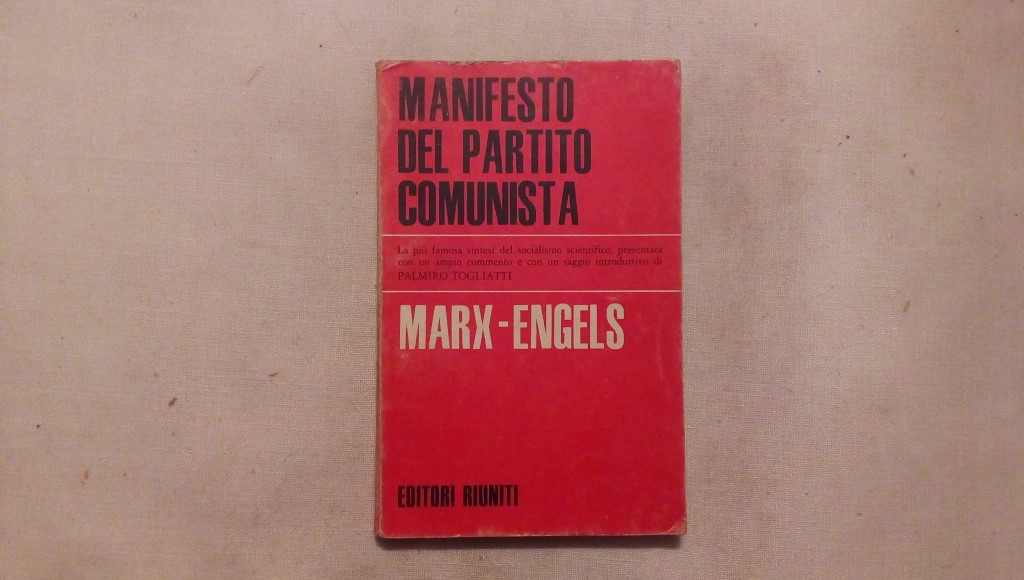 MANIFESTO
DEL PARTITO
COMUNISTA
La più famosa sintesi del socialismo scientifico, presentata
con un ampio commento e con un saggio introduttivo di
PALMIRO TOGLIATTI
MARX-ENGELS
EDITORI RIUNITI